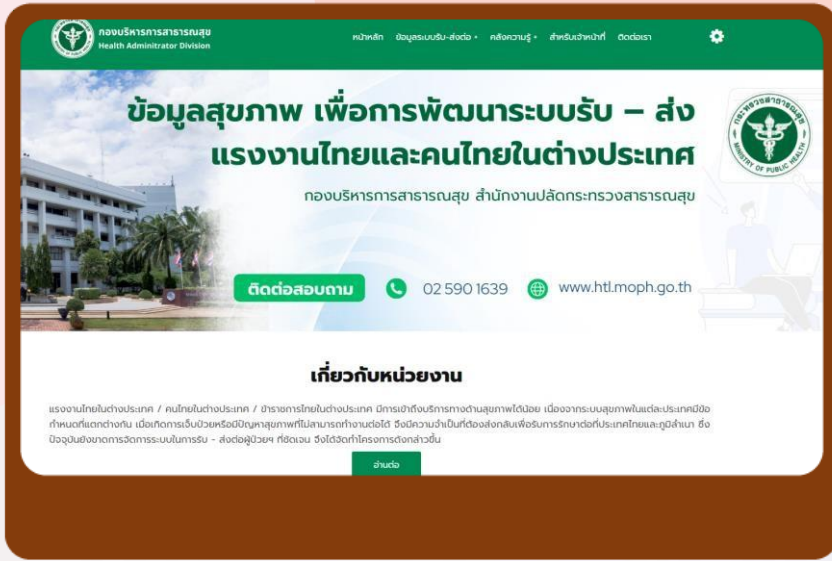 กองบริหารการสาธารณสุข
Health Adminitrator Division
หน้าหลัก ข้อมูลระบบรับ-ส่งต่อ คลังความรู้ สำหรับเจ้าหน้าที่ ติดต่อเรา
ข้อมูลสุขภาพ เพื่อการพัฒนาระบบรับ – ส่ง
แรงงานไทยและคนไทยในต่างประเทศ
กองบริหารการสาธารณสุข สำนักงานปลัดกระทรวงสาธารณสุข
กระทรวงสาธารณสุข
MINISTRY OF PUBLIC HEALTH
ติดต่อสอบถาม 02 590 1639 www.htl.moph.go.th
เกี่ยวกับหน่วยงาน
แรงงานไทยในต่างประเทศ / คนไทยในต่างประเทศ / ข้าราชการไทยในต่างประเทศ มีการเข้าถึงบริการทางด้านสุขภาพได้น้อย เนื่องจากระบบสุขภาพในแต่ละประเทศมีข้อ
กำหนดที่แตกต่างกัน เมื่อเกิดการเจ็บป่วยหรือมีปัญหาสุขภาพที่ไม่สามารถทำงานต่อได้ จึงมีความจำเป็นที่ต้องส่งกลับเพื่อรับการรักษาต่อที่ประเทศไทยและภูมิลำเนา ซึ่ง
ปัจจุบันยังขาดการจัดการระบบในการรับ - ส่งต่อผู้ป่วยฯ ที่ชัดเจน จึงได้จัดทำโครงการดังกล่าวขึ้น
อ่านต่อ